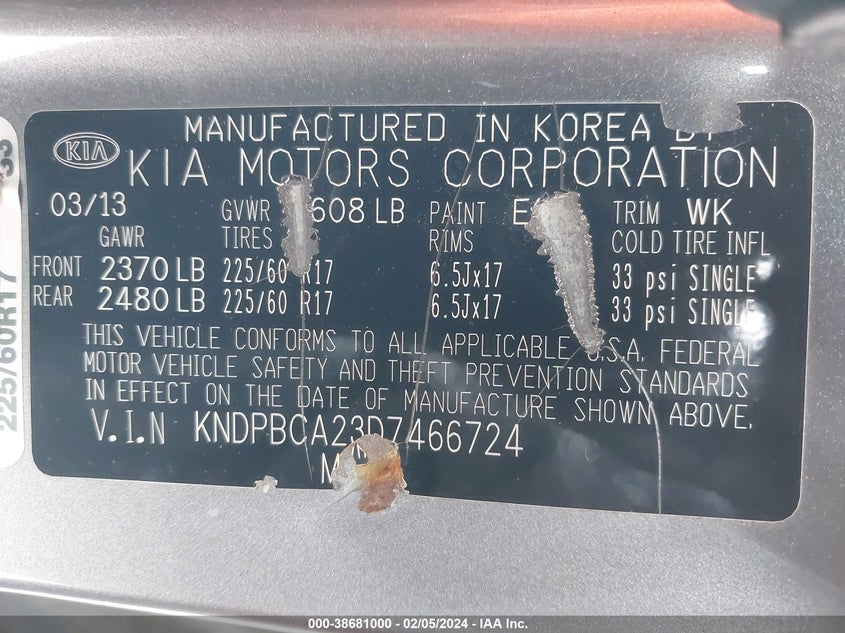 MANUFACTURED IN KOREA BY
KIA
KIA MOTORS CORPORATION
03/13 GVWR 608 LB PAINT E TRIM WK
GAWR TIRES RIMS COLD TIRE INFL
FRONT 2370 LB 225/60 R17 6.5Jx17 33 psi SINGLE
REAR 2480 LB 225/60 R17 6.5Jx17 33 psi SINGLE
THIS VEHICLE CONFORMS TO ALL APPLICABLE U.S.A. FEDERAL
MOTOR VEHICLE SAFETY AND THEFT PREVENTION STANDARDS
IN EFFECT ON THE DATE OF MANUFACTURE SHOWN ABOVE.
V.I.N KNDPBCA23D7466724
225/60R17
000-38681000 - 02/05/2024 - IAA Inc.